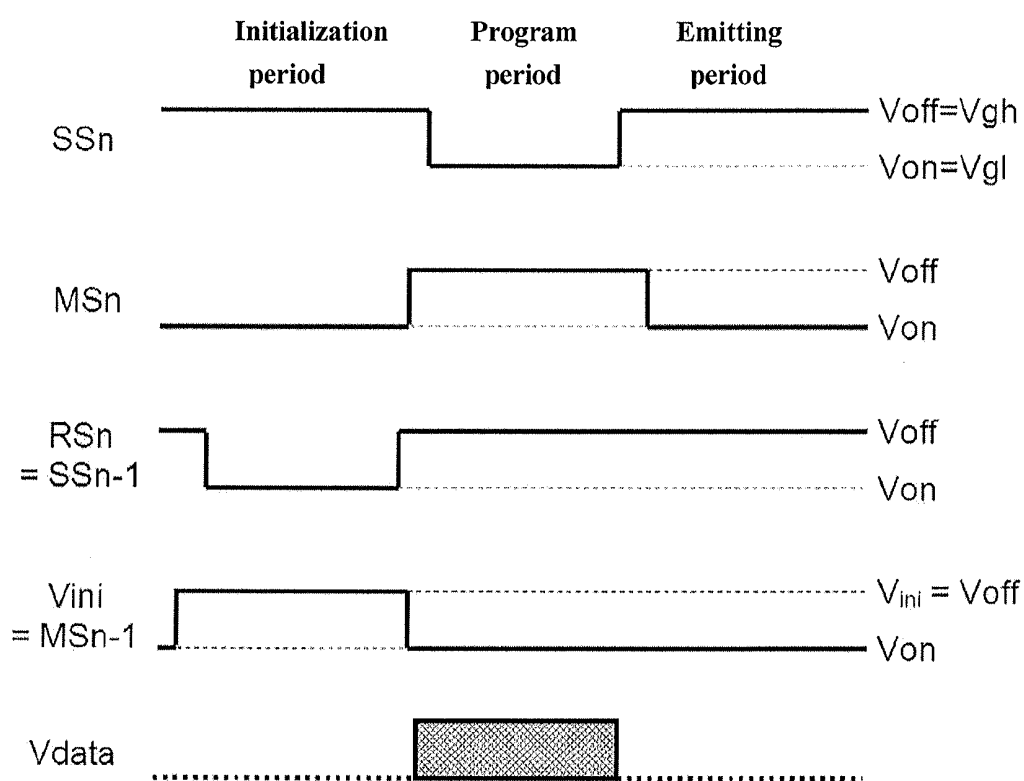 Initialization
period
Program
period
Emitting
period
SSn
Voff=Vgh
Von=Vgl
MSn
Voff
Von
RSn
= SSn-1
Voff
Von
Vini
= MSn-1
Vini = Voff
Von
Vdata